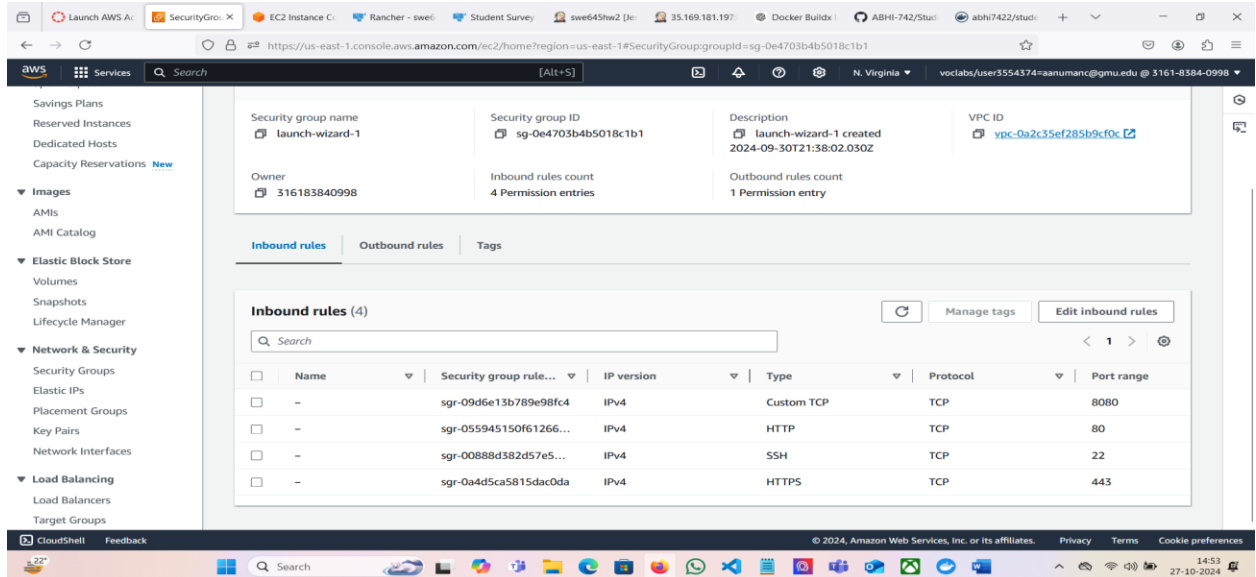 Launch AWS Ac
SecurityGrou
EC2 Instance Co
Rancher - swe6
Student Survey
swe645hw2 [Je
35.169.181.197:
Docker Buildx
ABHI-742/Stud
abhi7422/stude
https://us-east-1.console.aws.amazon.com/ec2/home?region=us-east-1#SecurityGroup:groupId=sg-0e4703b4b5018c1b1
aws
Services
Search
[Alt+S]
N. Virginia
voclabs/user3554374=aanumanc@gmu.edu @ 3161-8384-0998
Savings Plans
Reserved Instances
Dedicated Hosts
Capacity Reservations New
Images
AMIs
AMI Catalog
Elastic Block Store
Volumes
Snapshots
Lifecycle Manager
Network & Security
Security Groups
Elastic IPs
Placement Groups
Key Pairs
Network Interfaces
Load Balancing
Load Balancers
Target Groups
Security group name
launch-wizard-1
Security group ID
sg-0e4703b4b5018c1b1
Description
launch-wizard-1 created
2024-09-30T21:38:02.030Z
VPC ID
vpc-0a2c35ef285b9cf0c
Owner
316183840998
Inbound rules count
4 Permission entries
Outbound rules count
1 Permission entry
Inbound rules
Outbound rules
Tags
Inbound rules (4)
Manage tags
Edit inbound rules
Search
1
Name Security group rule... IP version Type Protocol Port range
– sgr-09d6e13b789e98fc4 IPv4 Custom TCP TCP 8080
– sgr-055945150f61266... IPv4 HTTP TCP 80
– sgr-00888d382d57e5... IPv4 SSH TCP 22
– sgr-0a4d5ca5815dac0da IPv4 HTTPS TCP 443
CloudShell Feedback
© 2024, Amazon Web Services, Inc. or its affiliates. Privacy Terms Cookie preferences
22°
Search
14:53
27-10-2024